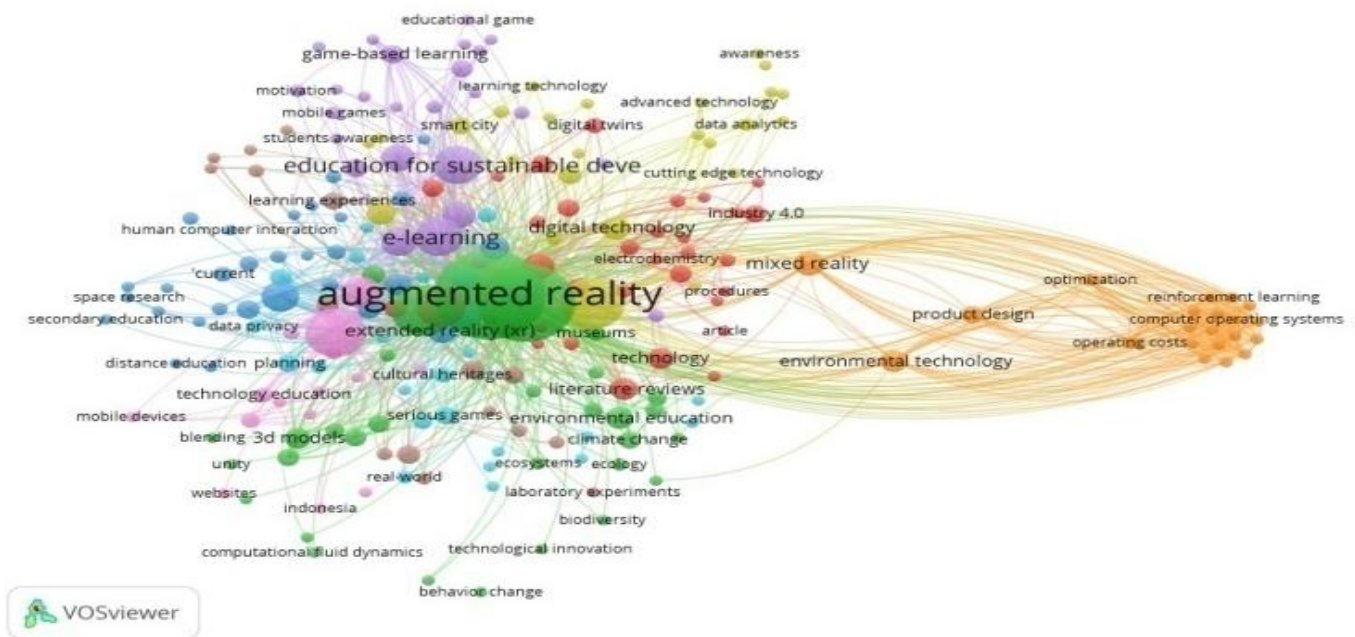 educational game
game-based learning
awareness
motivation
learning technology
advanced technology
mobile games
smart city
digital twins
data analytics
students awareness
education for sustainable deve
cutting edge technology
learning experiences
industry 4.0
human computer interaction
e-learning
digital technology
electrochemistry
mixed reality
'current
optimization
augmented reality
procedures
space research
reinforcement learning
secondary education
data privacy
extended reality (xr)
museums
article
product design
computer operating systems
operating costs
distance education
planning
cultural heritages
technology
environmental technology
technology education
literature reviews
mobile devices
serious games
environmental education
blending
3d models
climate change
unity
real-world
ecosystems
ecology
websites
laboratory experiments
indonesia
biodiversity
computational fluid dynamics
technological innovation
behavior change
VOSviewer